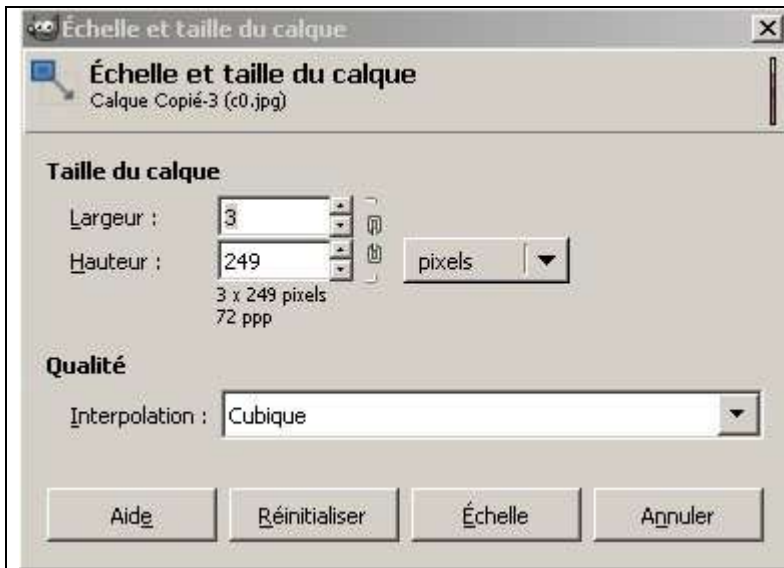 Échelle et taille du calque
Échelle et taille du calque
Calque Copié-3 (c0.jpg)
Taille du calque
Largeur : 3
Hauteur : 249 pixels
3 x 249 pixels
72 ppp
Qualité
Interpolation : Cubique
Aide Réinitialiser Échelle Annuler